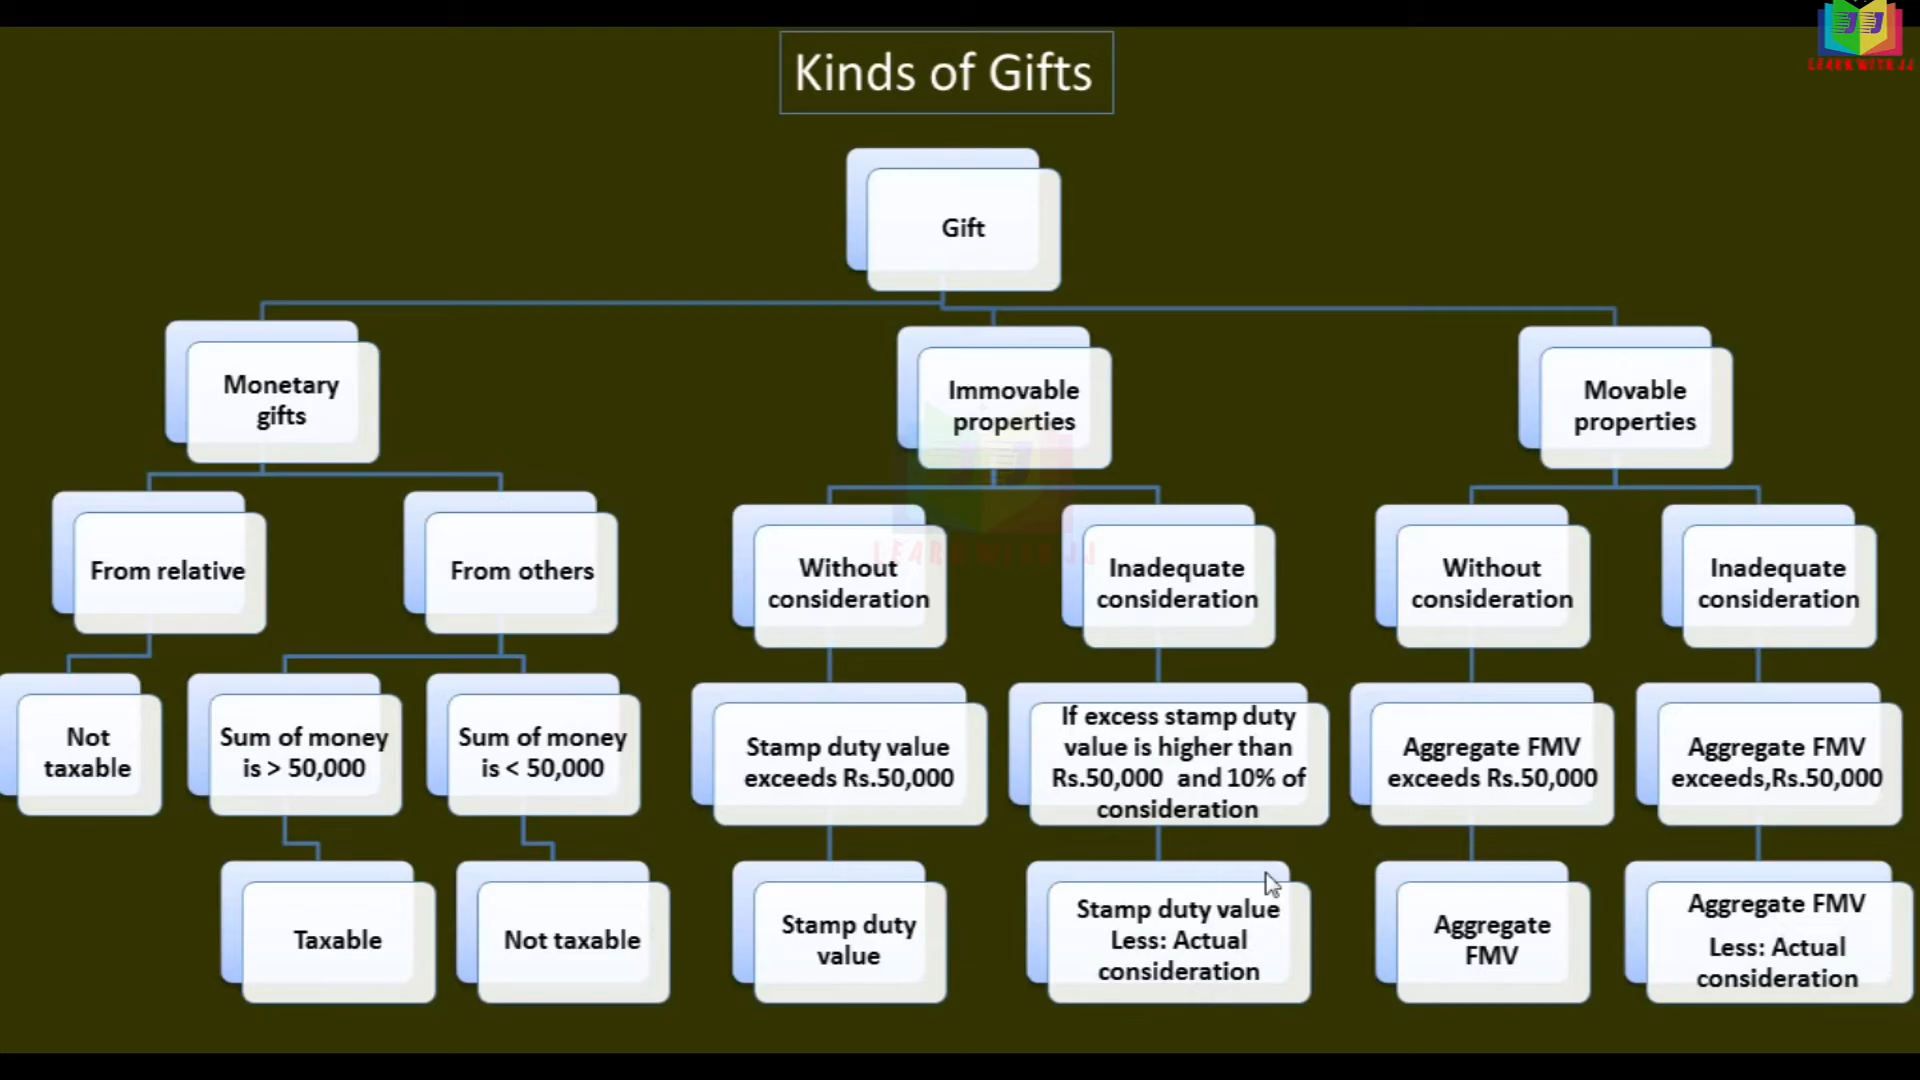 LEARN WITH JJ
Kinds of Gifts
Gift
Monetary
gifts
Immovable
properties
Movable
properties
From relative
From others
Without
consideration
Inadequate
consideration
Without
consideration
Inadequate
consideration
LEARN WITH JJ
Not
taxable
Sum of money
is > 50,000
Sum of money
is < 50,000
Stamp duty value
exceeds Rs.50,000
If excess stamp duty
value is higher than
Rs.50,000 and 10% of
consideration
Aggregate FMV
exceeds Rs.50,000
Aggregate FMV
exceeds,Rs.50,000
Taxable
Not taxable
Stamp duty
value
Stamp duty value
Less: Actual
consideration
Aggregate
FMV
Aggregate FMV
Less: Actual
consideration